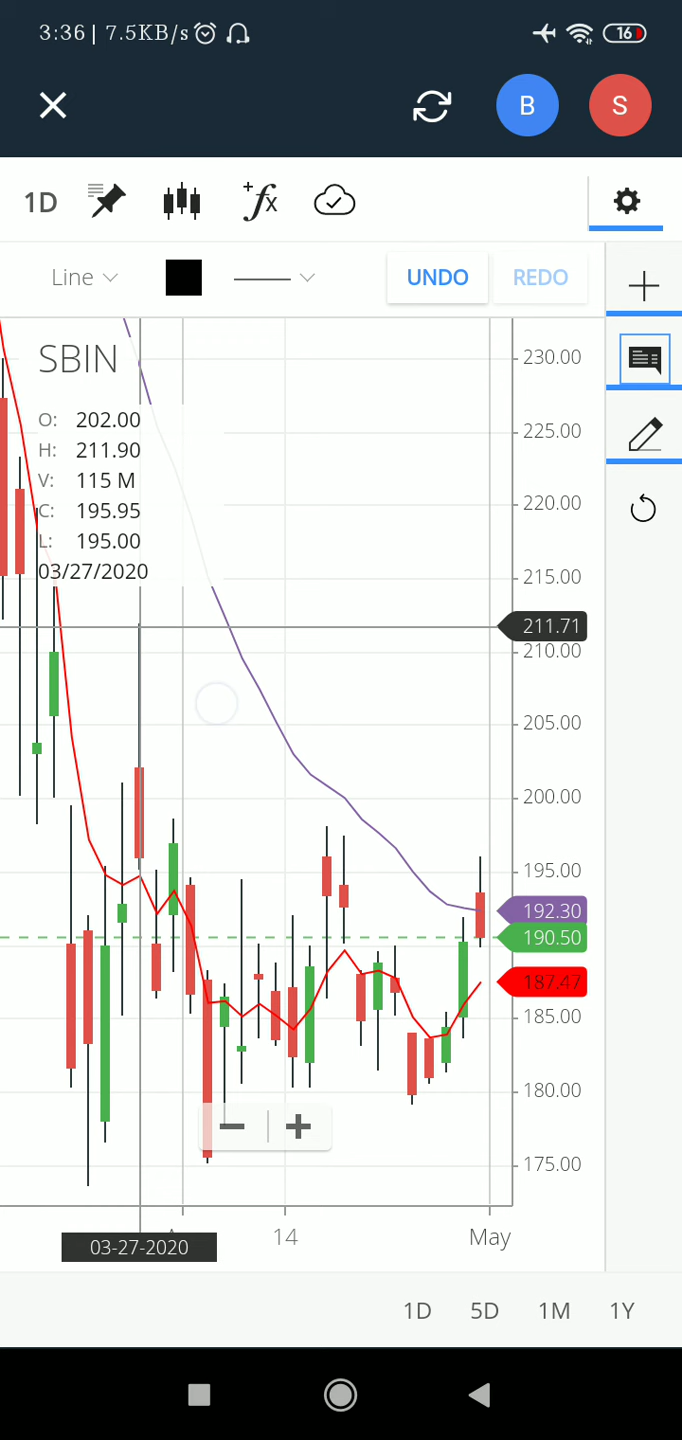 3:36 | 7.5KB/s 16
B S
1D +fx
Line UNDO REDO
SBIN
O: 202.00
H: 211.90
V: 115 M
C: 195.95
L: 195.00
03/27/2020
230.00
225.00
220.00
215.00
211.71
210.00
205.00
200.00
195.00
192.30
190.50
187.47
185.00
180.00
175.00
− +
14 May
03-27-2020
1D 5D 1M 1Y